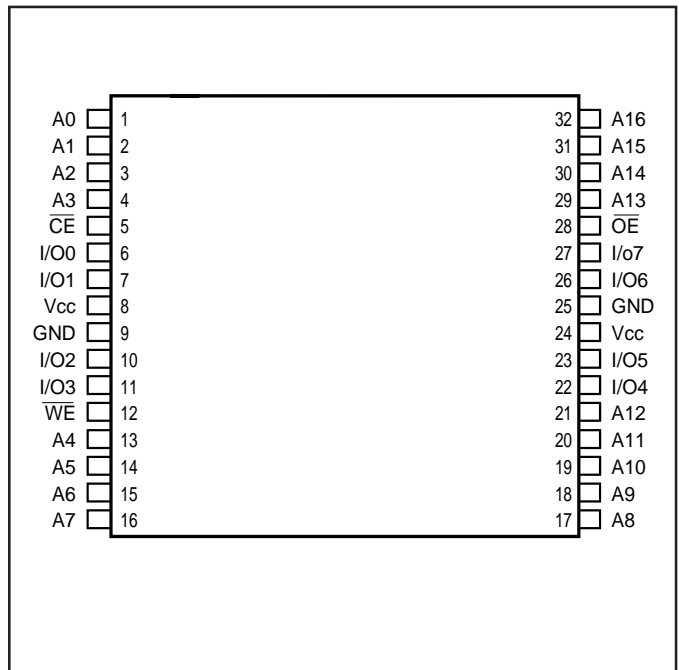 A0 1 32 A16
A1 2 31 A15
A2 3 30 A14
A3 4 29 A13
CE 5 28 OE
I/O0 6 27 I/o7
I/O1 7 26 I/O6
Vcc 8 25 GND
GND 9 24 Vcc
I/O2 10 23 I/O5
I/O3 11 22 I/O4
WE 12 21 A12
A4 13 20 A11
A5 14 19 A10
A6 15 18 A9
A7 16 17 A8